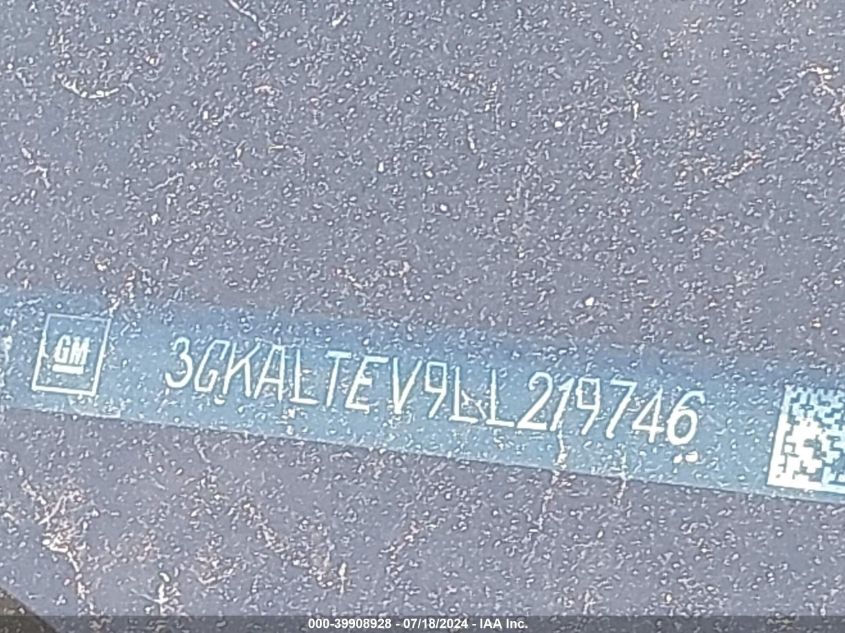 GM
3GKALTEV9LL219746
000-39908928 - 07/18/2024 - IAA Inc.